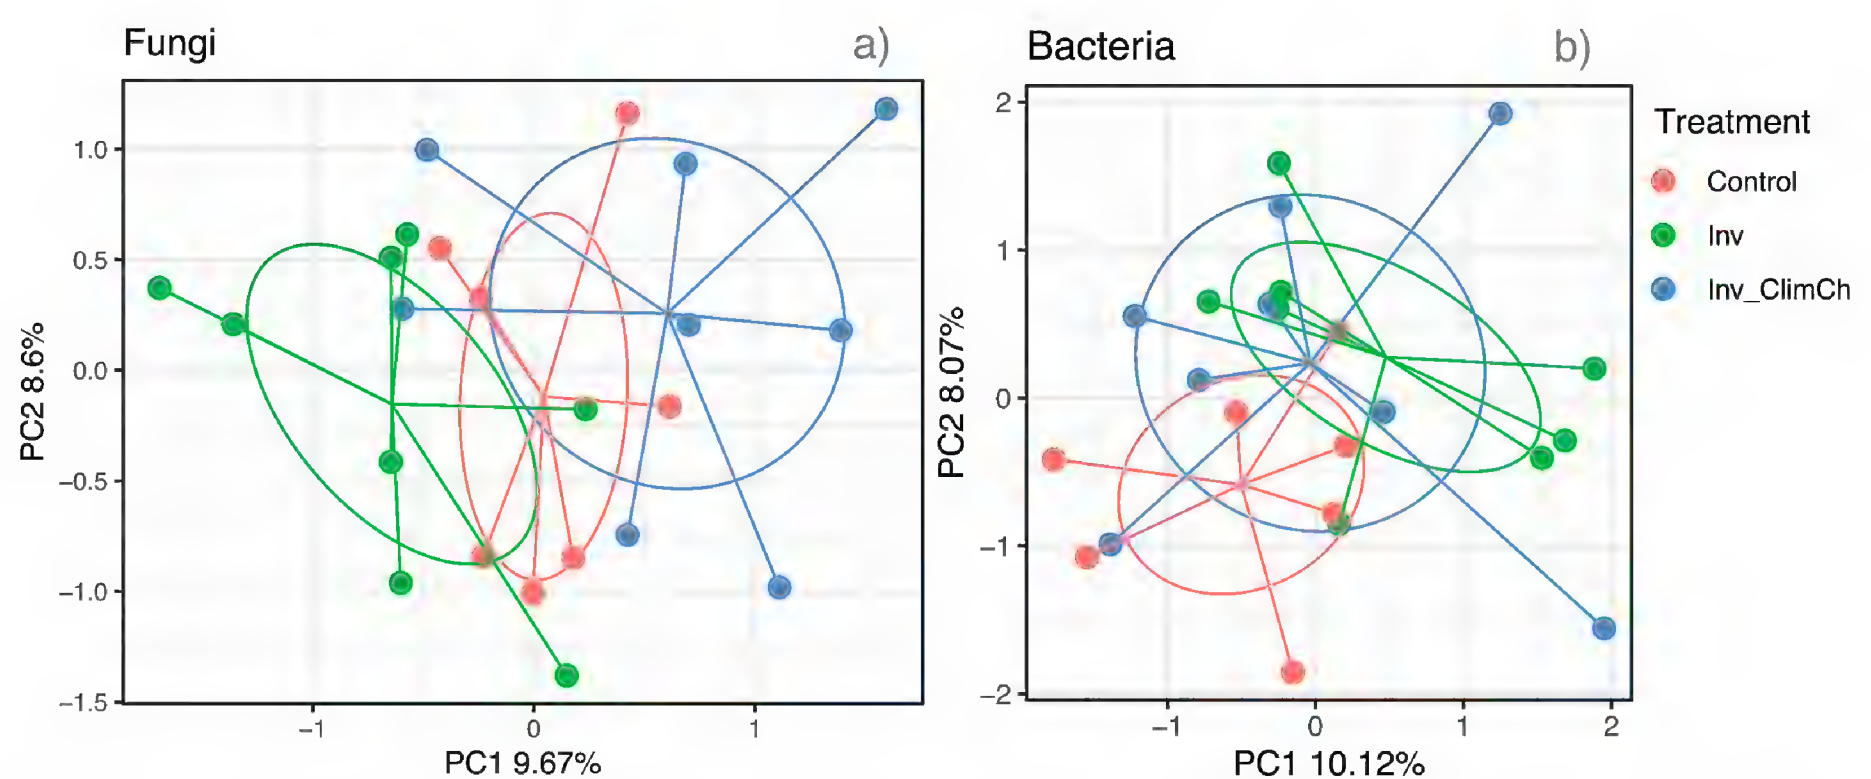 Fungi
a)
1.0
0.5
0.0
−0.5
−1.0
−1.5
PC2 8.6%
−1
0
1
PC1 9.67%
Bacteria
b)
2
1
0
−1
−2
PC2 8.07%
−1
0
1
2
PC1 10.12%
Treatment
Control
Inv
Inv_ClimCh